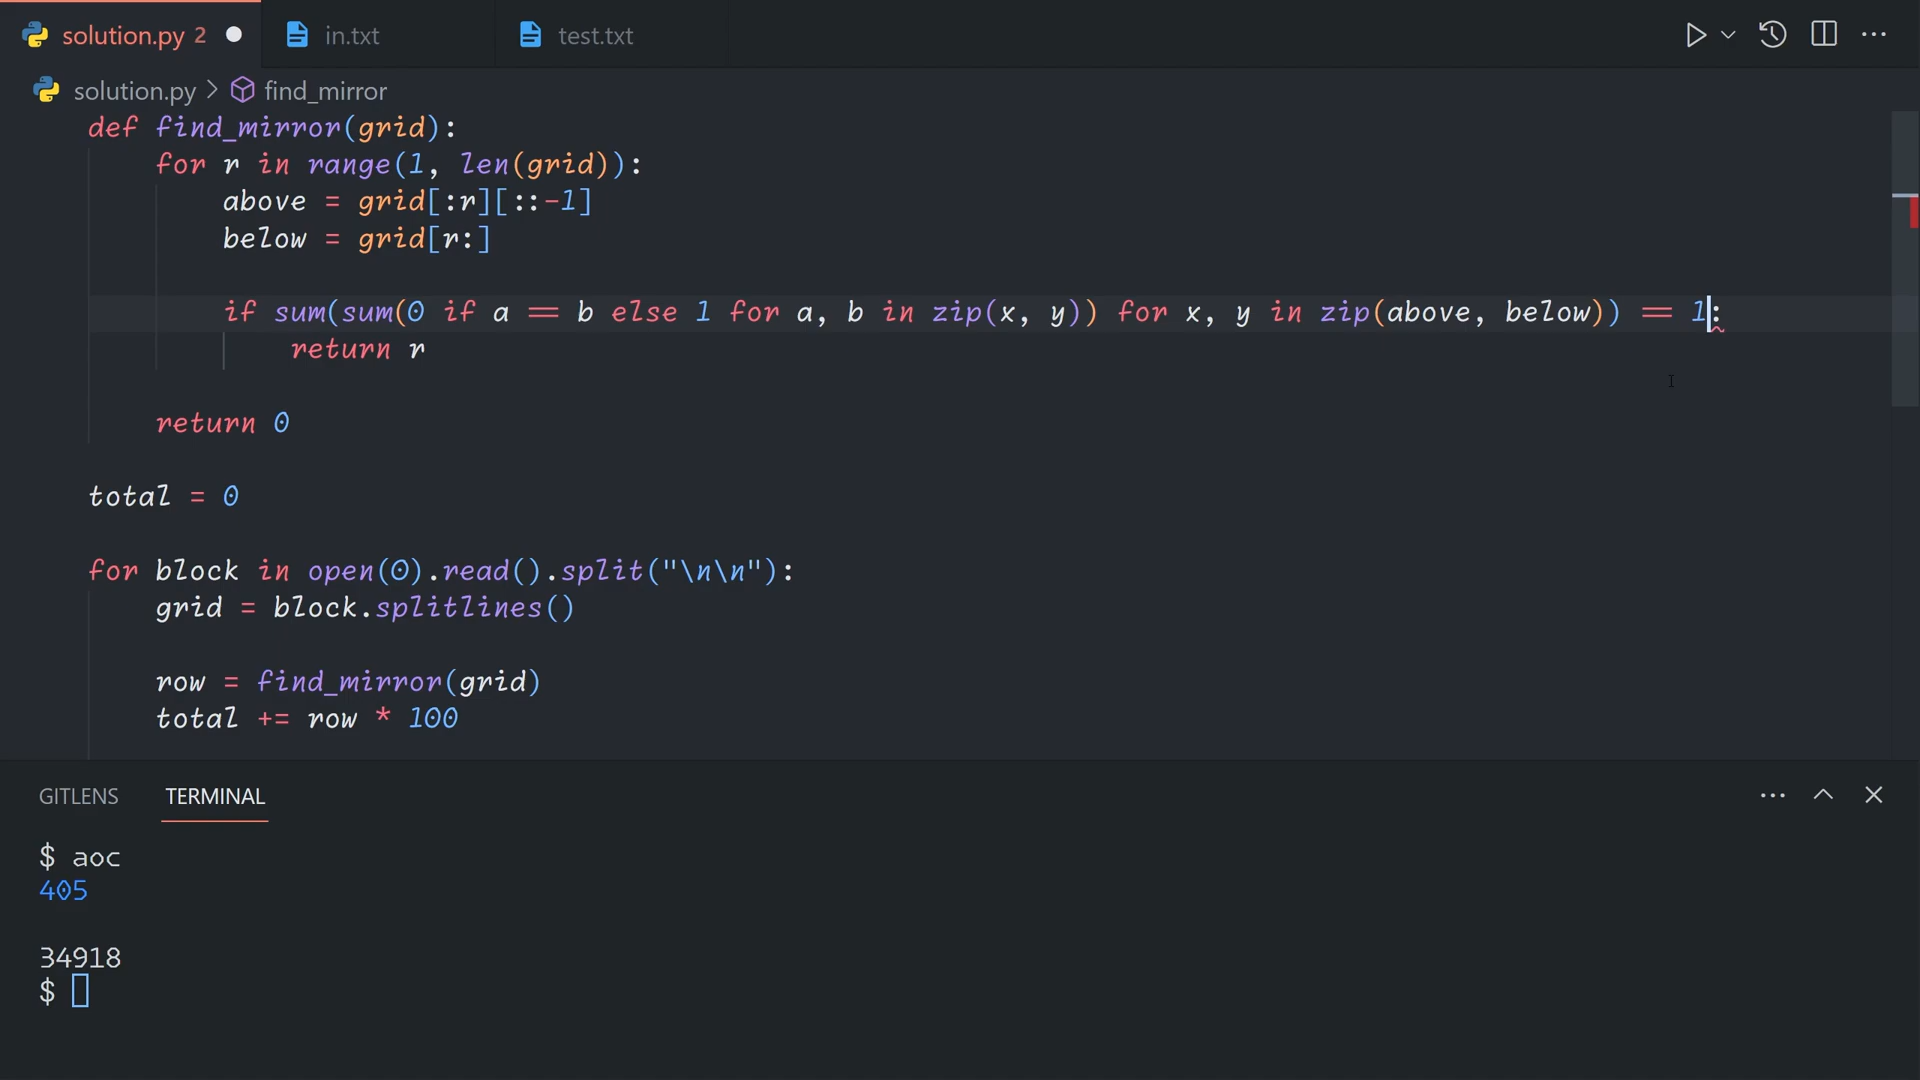 solution.py 2
in.txt
test.txt
solution.py > find_mirror
def find_mirror(grid):
for r in range(1, len(grid)):
above = grid[:r][::-1]
below = grid[r:]
if sum(sum(0 if a == b else 1 for a, b in zip(x, y)) for x, y in zip(above, below)) == 1:
return r
return 0
total = 0
for block in open(0).read().split("\n\n"):
grid = block.splitlines()
row = find_mirror(grid)
total += row * 100
GITLENS
TERMINAL
$ aoc
405
34918
$